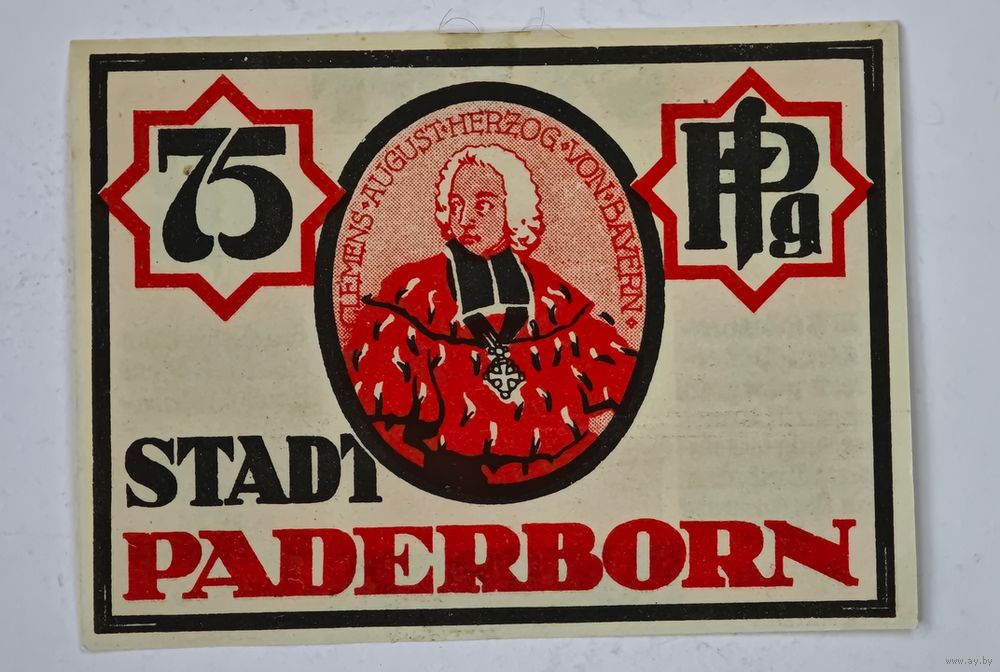 75
Pfg
CLEMENS·AUGUST·HERZOG·VON·BAYERN·
STADT
PADERBORN
www.ay.by